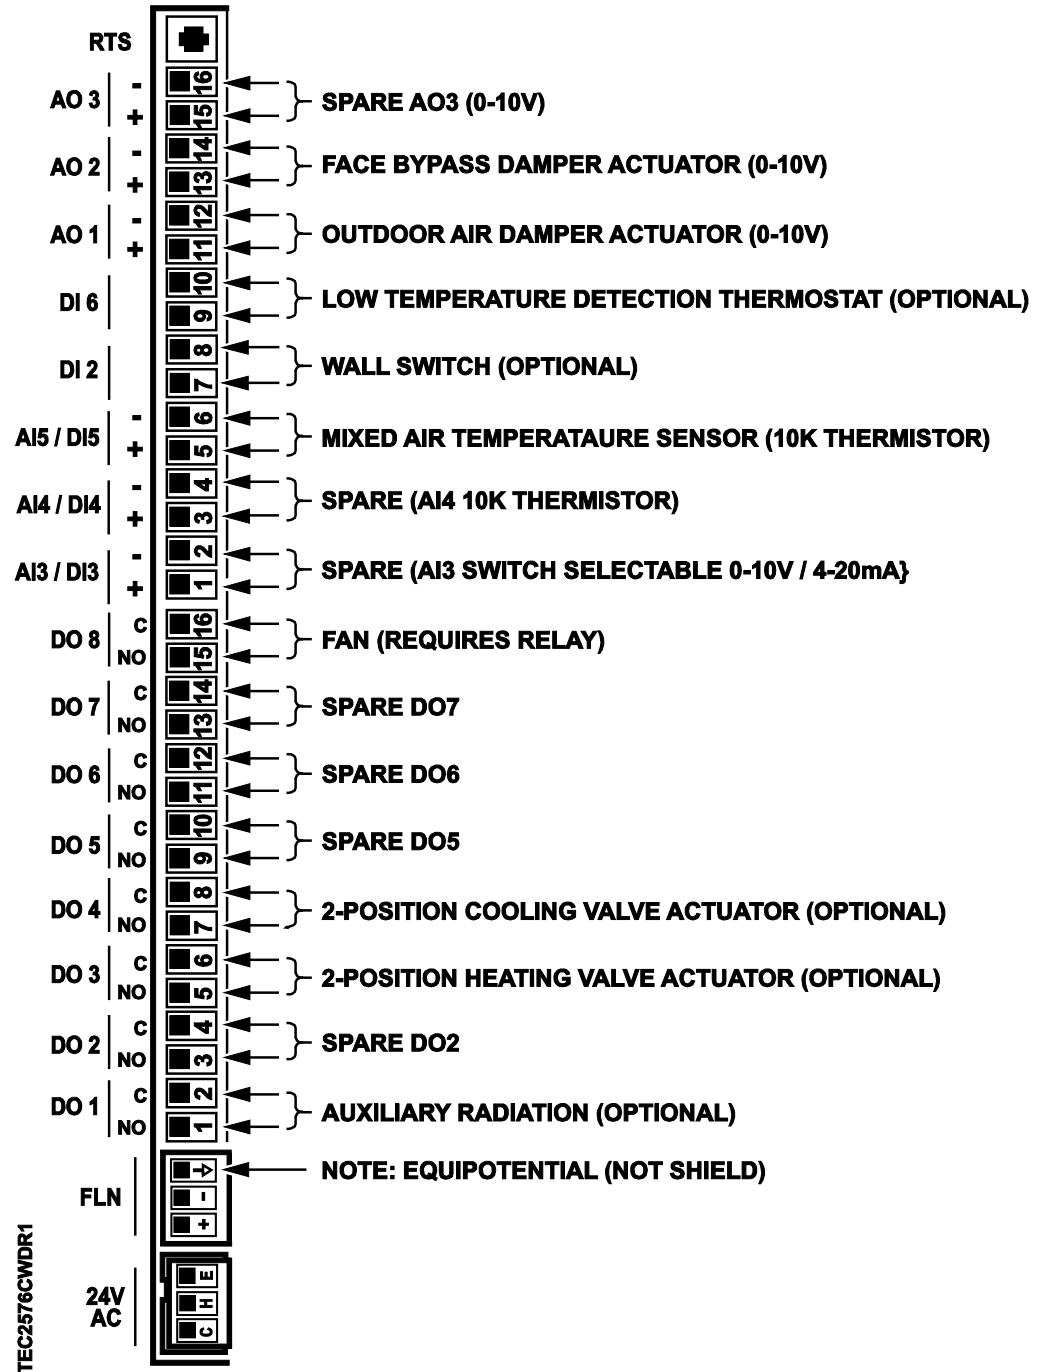 RTS
AO 3 - 16 SPARE AO3 (0-10V)
+ 15
AO 2 - 14 FACE BYPASS DAMPER ACTUATOR (0-10V)
+ 13
AO 1 - 12 OUTDOOR AIR DAMPER ACTUATOR (0-10V)
+ 11
DI 6 10 LOW TEMPERATURE DETECTION THERMOSTAT (OPTIONAL)
9
DI 2 8 WALL SWITCH (OPTIONAL)
7
AI5 / DI5 - 6 MIXED AIR TEMPERATAURE SENSOR (10K THERMISTOR)
+ 5
AI4 / DI4 - 4 SPARE (AI4 10K THERMISTOR)
+ 3
AI3 / DI3 - 2 SPARE (AI3 SWITCH SELECTABLE 0-10V / 4-20mA}
+ 1
DO 8 C 16 FAN (REQUIRES RELAY)
NO 15
DO 7 C 14 SPARE DO7
NO 13
DO 6 C 12 SPARE DO6
NO 11
DO 5 C 10 SPARE DO5
NO 9
DO 4 C 8 2-POSITION COOLING VALVE ACTUATOR (OPTIONAL)
NO 7
DO 3 C 6 2-POSITION HEATING VALVE ACTUATOR (OPTIONAL)
NO 5
DO 2 C 4 SPARE DO2
NO 3
DO 1 C 2 AUXILIARY RADIATION (OPTIONAL)
NO 1
NOTE: EQUIPOTENTIAL (NOT SHIELD)
FLN -
+
24V AC E
H
C
TEC2576CWDR1